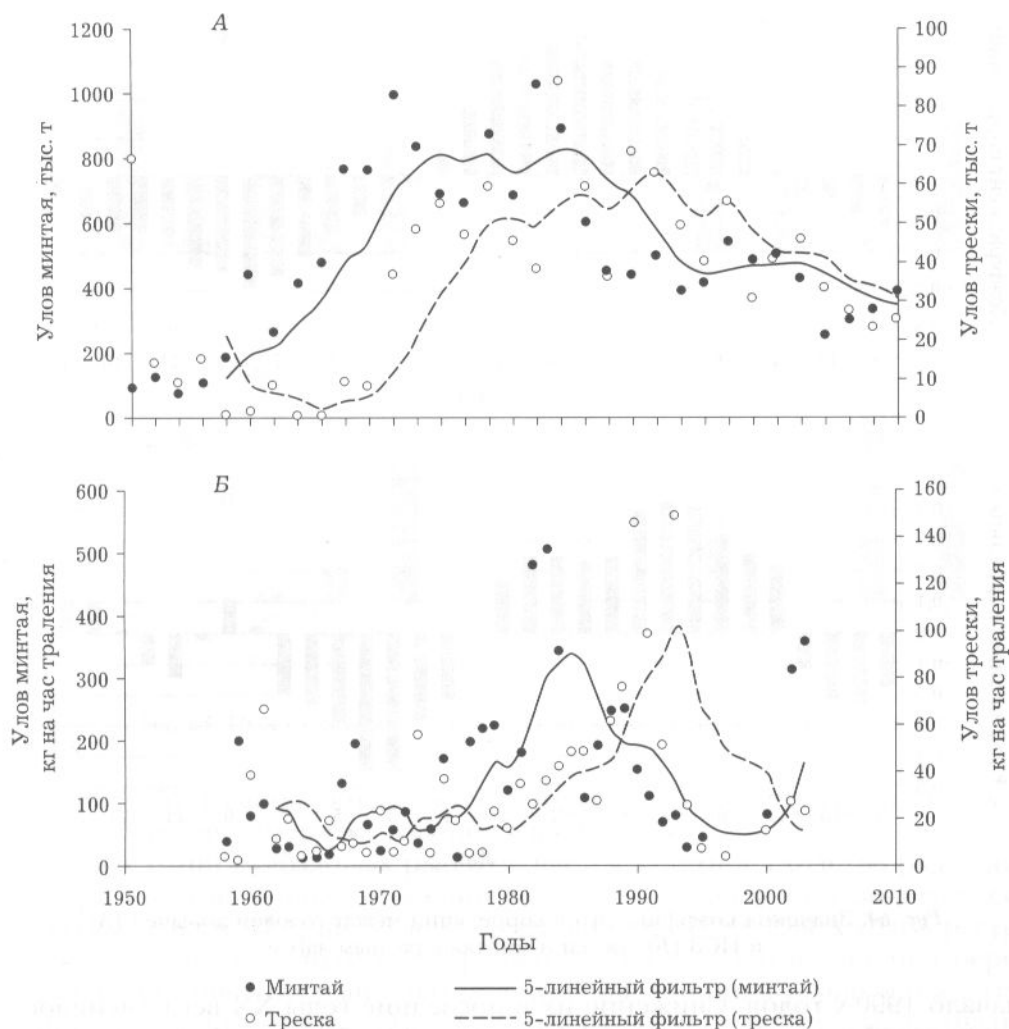 А
1200
1000
800
600
400
200
0
Улов минтая, тыс. т
100
90
80
70
60
50
40
30
20
10
0
Улов трески, тыс. т
Б
600
500
400
300
200
100
0
Улов минтая,
кг на час траления
160
140
120
100
80
60
40
20
0
Улов трески,
кг на час траления
1950 1960 1970 1980 1990 2000 2010
Годы
Минтай 5-линейный фильтр (минтай)
Треска 5-линейный фильтр (треска)